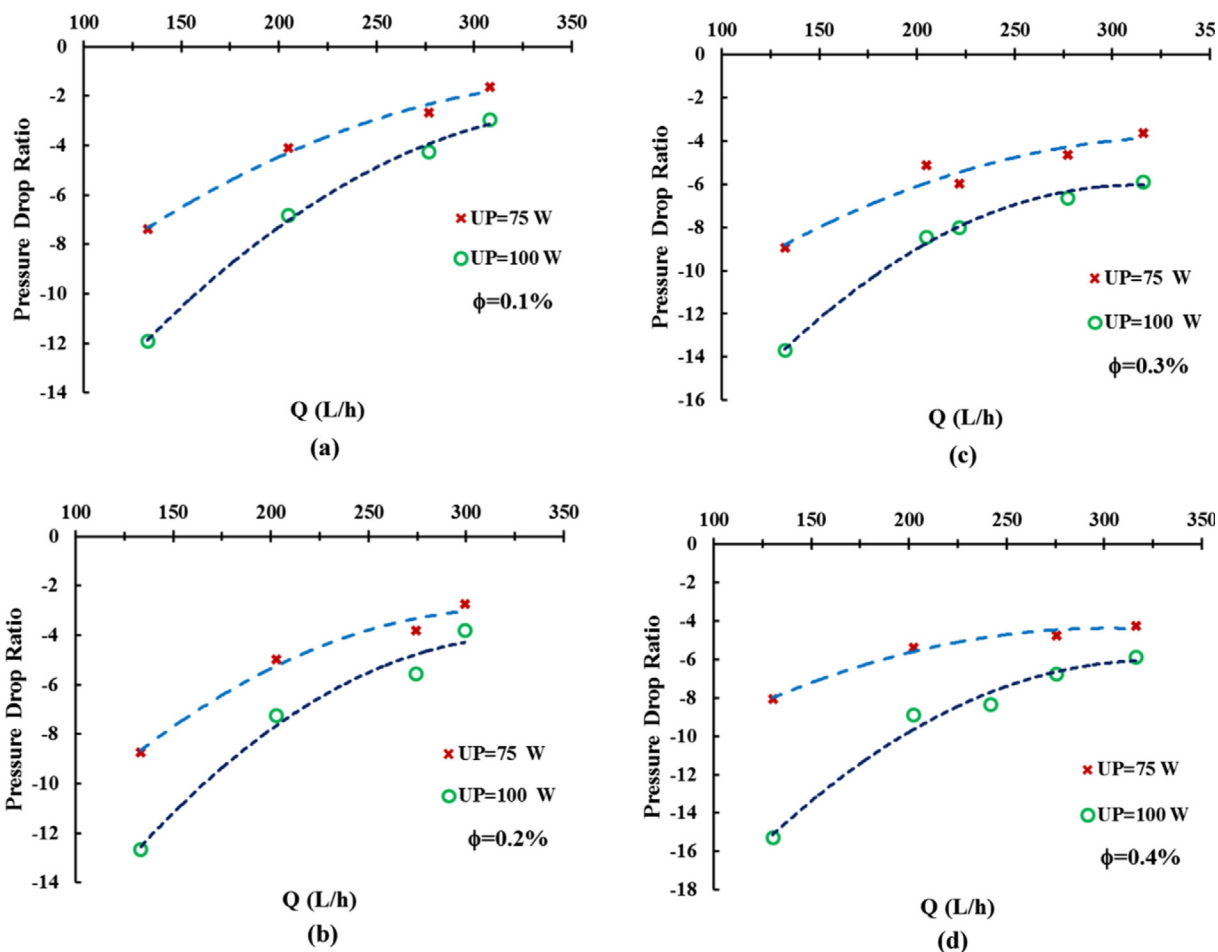 100 150 200 250 300 350
0
-2
-4
-6
-8
-10
-12
-14
Pressure Drop Ratio
UP=75 W
UP=100 W
ϕ=0.1%
Q (L/h)
(a)
100 150 200 250 300 350
0
-2
-4
-6
-8
-10
-12
-14
-16
Pressure Drop Ratio
UP=75 W
UP=100 W
ϕ=0.3%
Q (L/h)
(c)
100 150 200 250 300 350
0
-2
-4
-6
-8
-10
-12
-14
Pressure Drop Ratio
UP=75 W
UP=100 W
ϕ=0.2%
Q (L/h)
(b)
100 150 200 250 300 350
0
-2
-4
-6
-8
-10
-12
-14
-16
-18
Pressure Drop Ratio
UP=75 W
UP=100 W
ϕ=0.4%
Q (L/h)
(d)